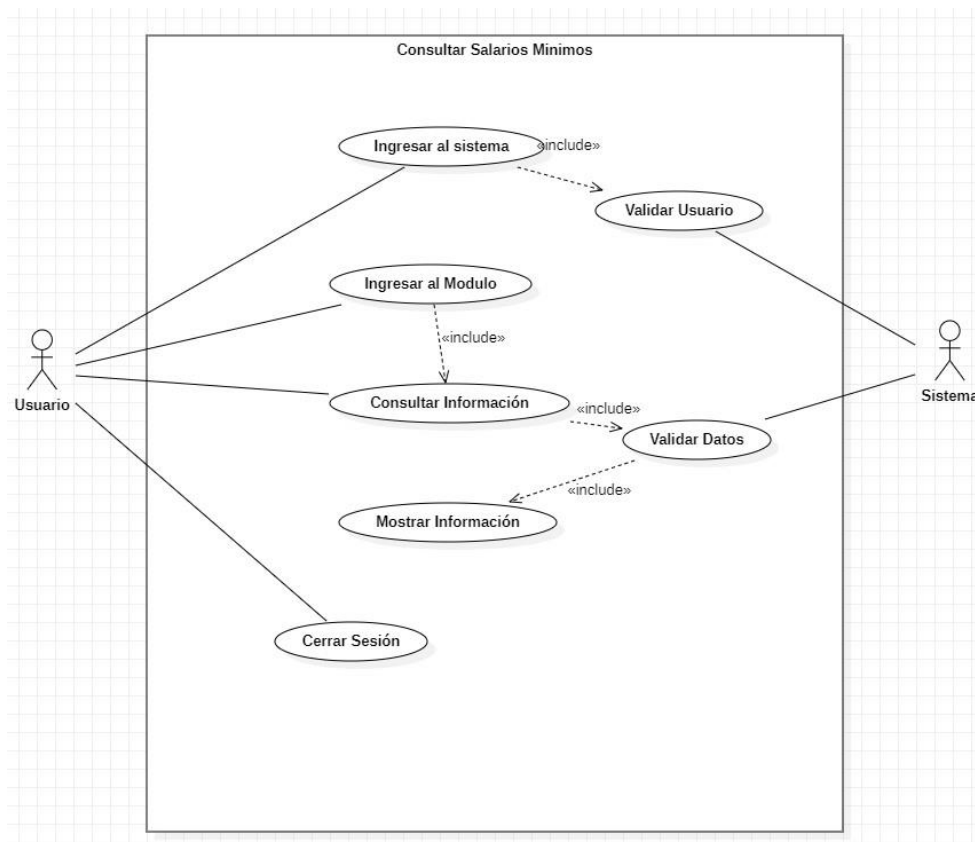 Consultar Salarios Minimos
Ingresar al sistema
«include»
Validar Usuario
Ingresar al Modulo
«include»
Usuario
Sistema
Consultar Información
«include»
Validar Datos
«include»
Mostrar Información
Cerrar Sesión